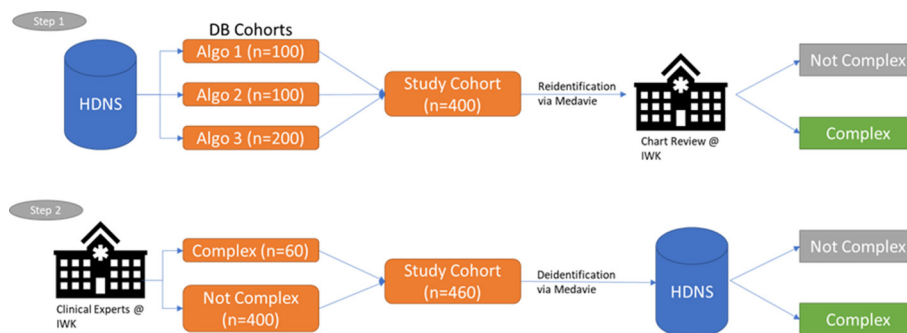 Step 1
DB Cohorts
HDNS
Algo 1 (n=100)
Algo 2 (n=100)
Algo 3 (n=200)
Study Cohort
(n=400)
Reidentification
via Medavie
Chart Review @
IWK
Not Complex
Complex
Step 2
Clinical Experts @
IWK
Complex (n=60)
Not Complex
(n=400)
Study Cohort
(n=460)
Deidentification
via Medavie
HDNS
Not Complex
Complex